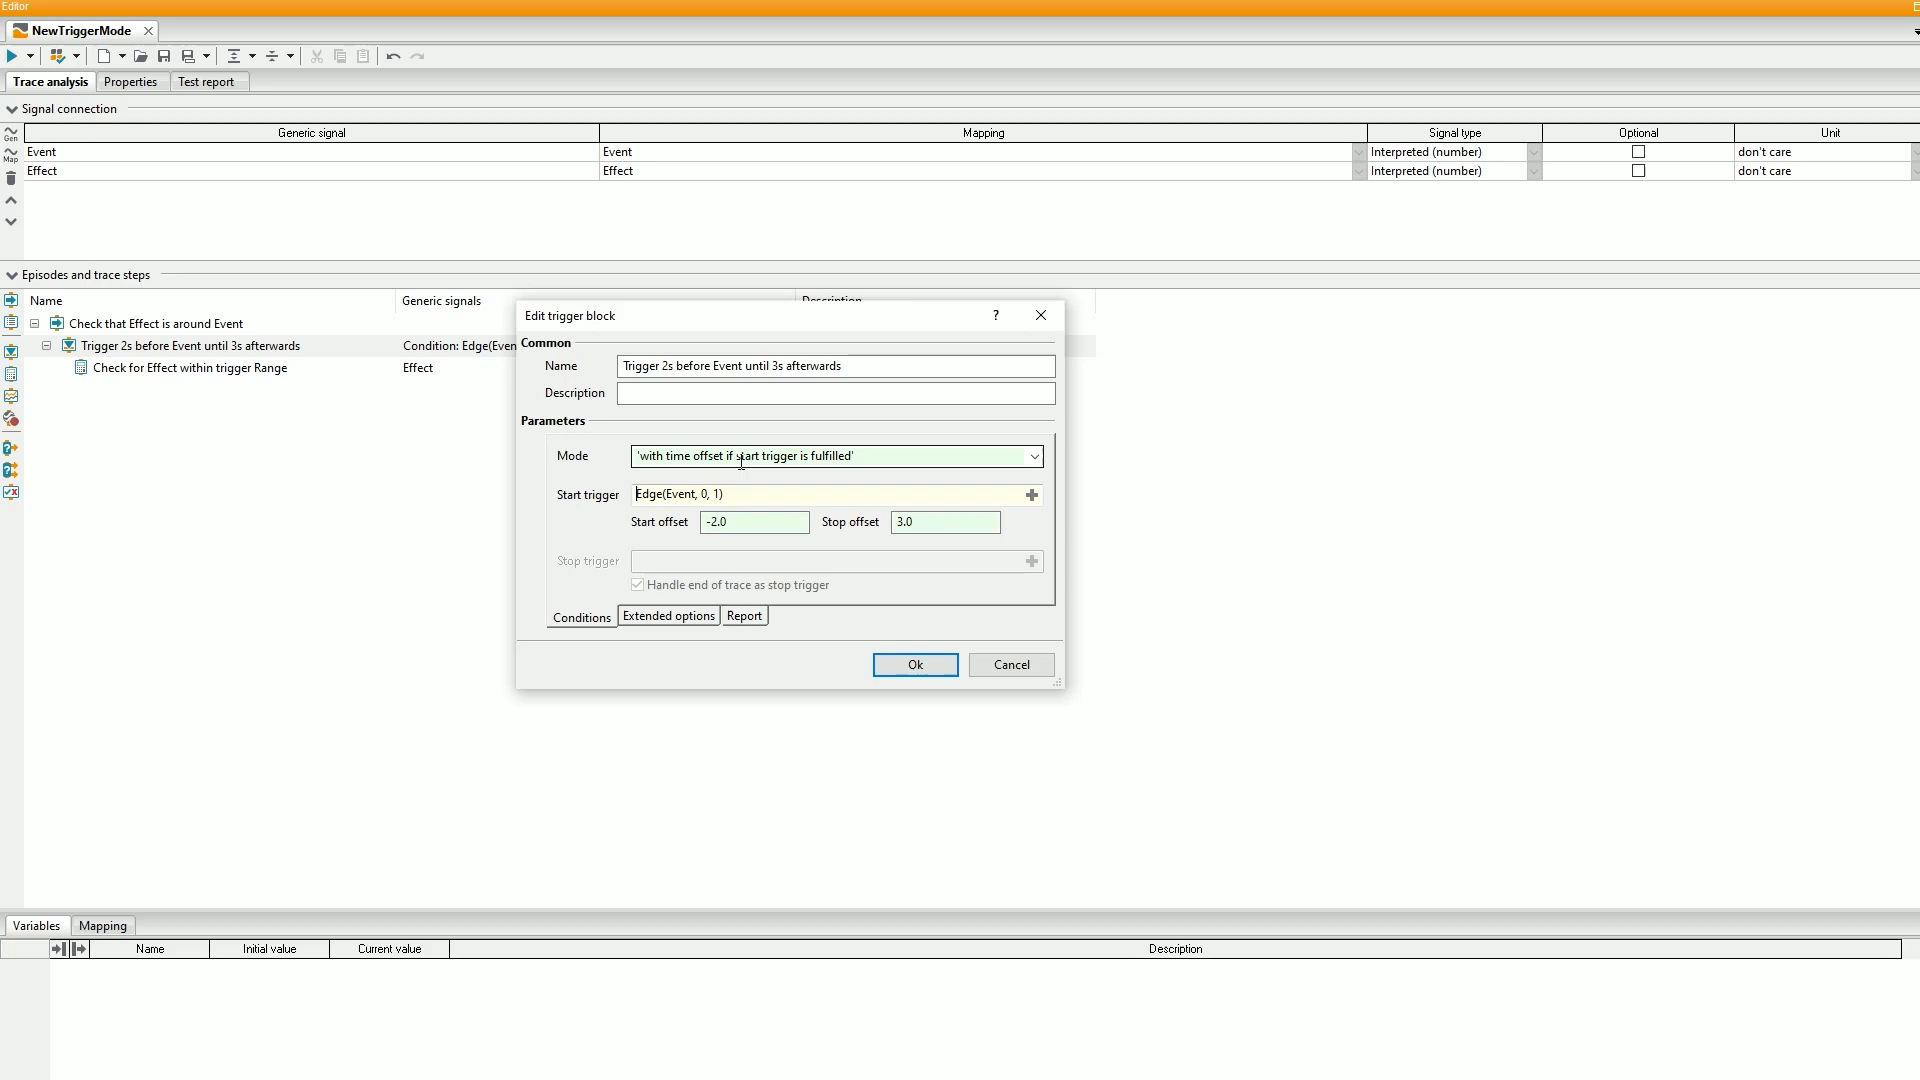 Editor
NewTriggerMode
Trace analysis Properties Test report
Signal connection
Generic signal Mapping Signal type Optional Unit
Gen
Event Event Interpreted (number) don't care
Map
Effect Effect Interpreted (number) don't care
Episodes and trace steps
Name Generic signals
Check that Effect is around Event
Trigger 2s before Event until 3s afterwards Condition: Edge(Even
Check for Effect within trigger Range Effect
Edit trigger block ?
Common
Name Trigger 2s before Event until 3s afterwards
Description
Parameters
Mode 'with time offset if start trigger is fulfilled'
Start trigger Edge(Event, 0, 1)
Start offset -2.0 Stop offset 3.0
Stop trigger
Handle end of trace as stop trigger
Conditions Extended options Report
Ok Cancel
Variables Mapping
Name Initial value Current value Description